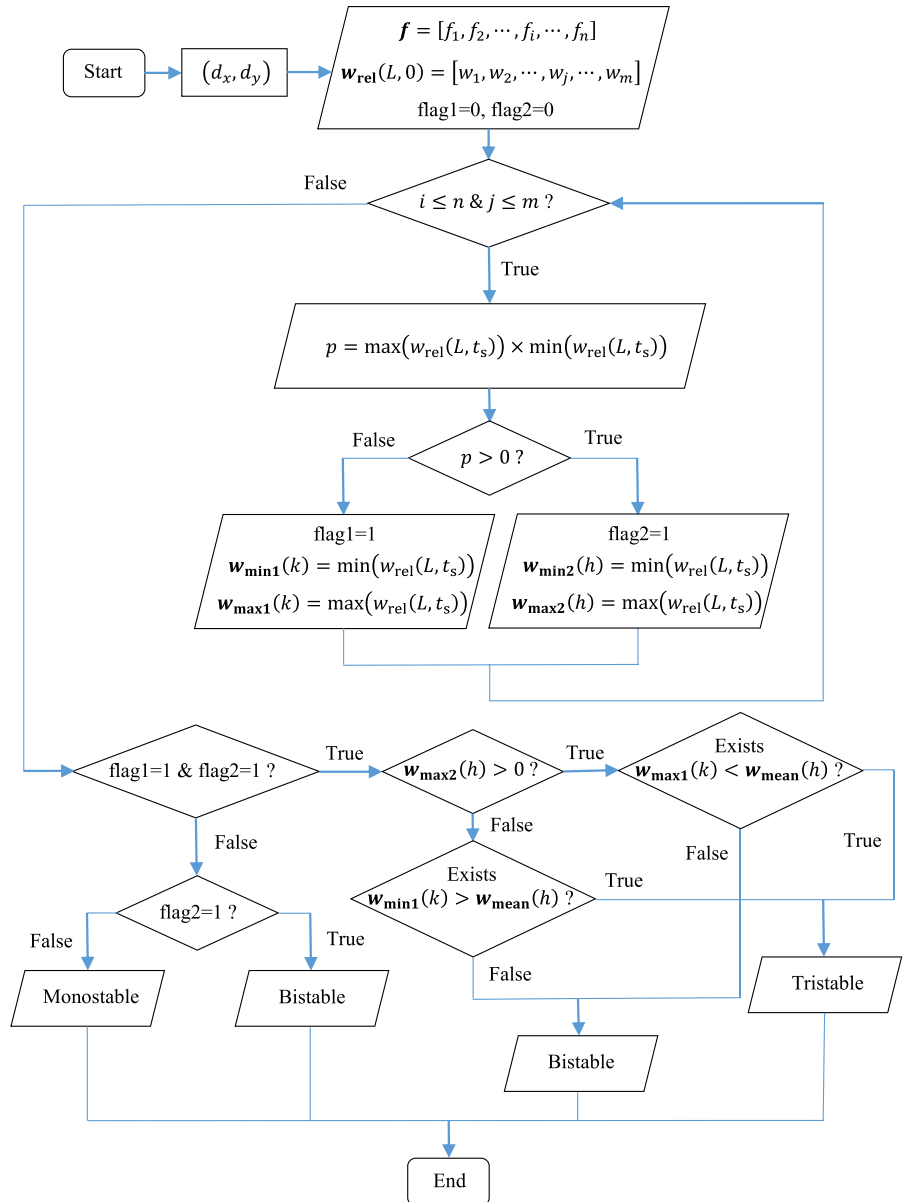 Start
(d_x, d_y)
f = [f_1, f_2, ⋯, f_i, ⋯, f_n]
w_rel(L, 0) = [w_1, w_2, ⋯, w_j, ⋯, w_m]
flag1=0, flag2=0
False
i ≤ n & j ≤ m ?
True
p = max(w_rel(L, t_s)) × min(w_rel(L, t_s))
False
True
p > 0 ?
flag1=1
w_min1(k) = min(w_rel(L, t_s))
w_max1(k) = max(w_rel(L, t_s))
flag2=1
w_min2(h) = min(w_rel(L, t_s))
w_max2(h) = max(w_rel(L, t_s))
flag1=1 & flag2=1 ?
True
w_max2(h) > 0 ?
True
Exists
w_max1(k) < w_mean(h) ?
False
False
False
True
Exists
w_min1(k) > w_mean(h) ?
True
flag2=1 ?
False
True
False
Monostable
Bistable
Tristable
Bistable
End